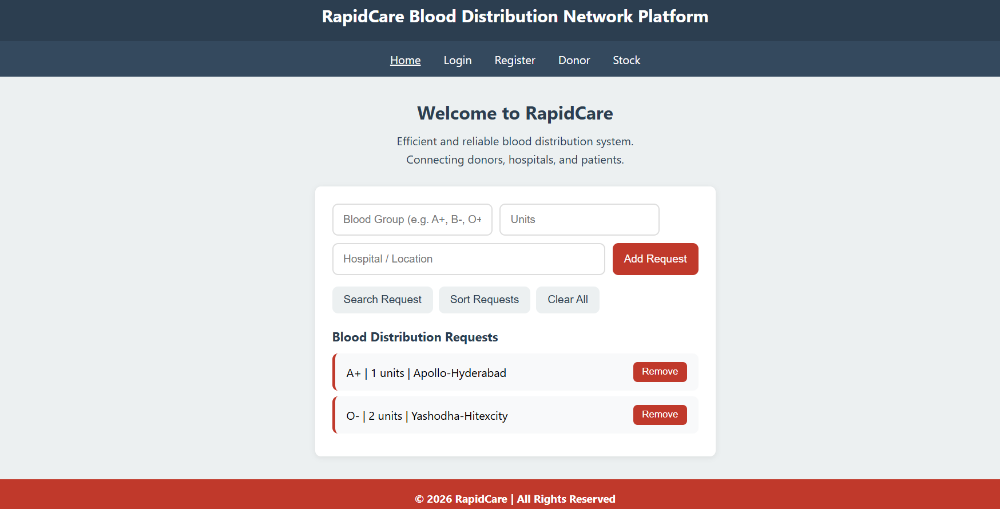 RapidCare Blood Distribution Network Platform
Home Login Register Donor Stock
Welcome to RapidCare
Efficient and reliable blood distribution system.
Connecting donors, hospitals, and patients.
Blood Group (e.g. A+, B-, O+ Units
Hospital / Location Add Request
Search Request Sort Requests Clear All
Blood Distribution Requests
A+ | 1 units | Apollo-Hyderabad Remove
O- | 2 units | Yashodha-Hitexcity Remove
© 2026 RapidCare | All Rights Reserved